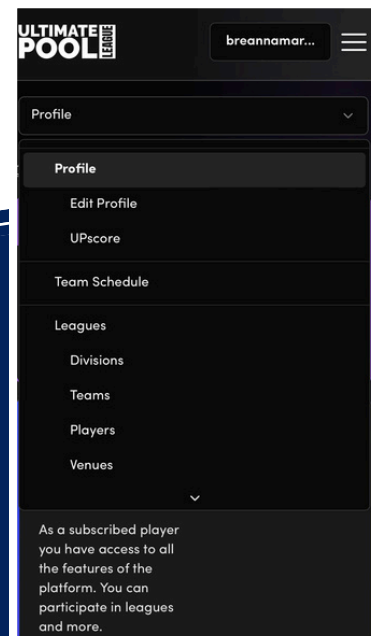 ULTIMATE
POOL LEAGUE
breannamar...
Profile
Profile
Edit Profile
UPscore
Team Schedule
Leagues
Divisions
Teams
Players
Venues
As a subscribed player
you have access to all
the features of the
platform. You can
participate in leagues
and more.